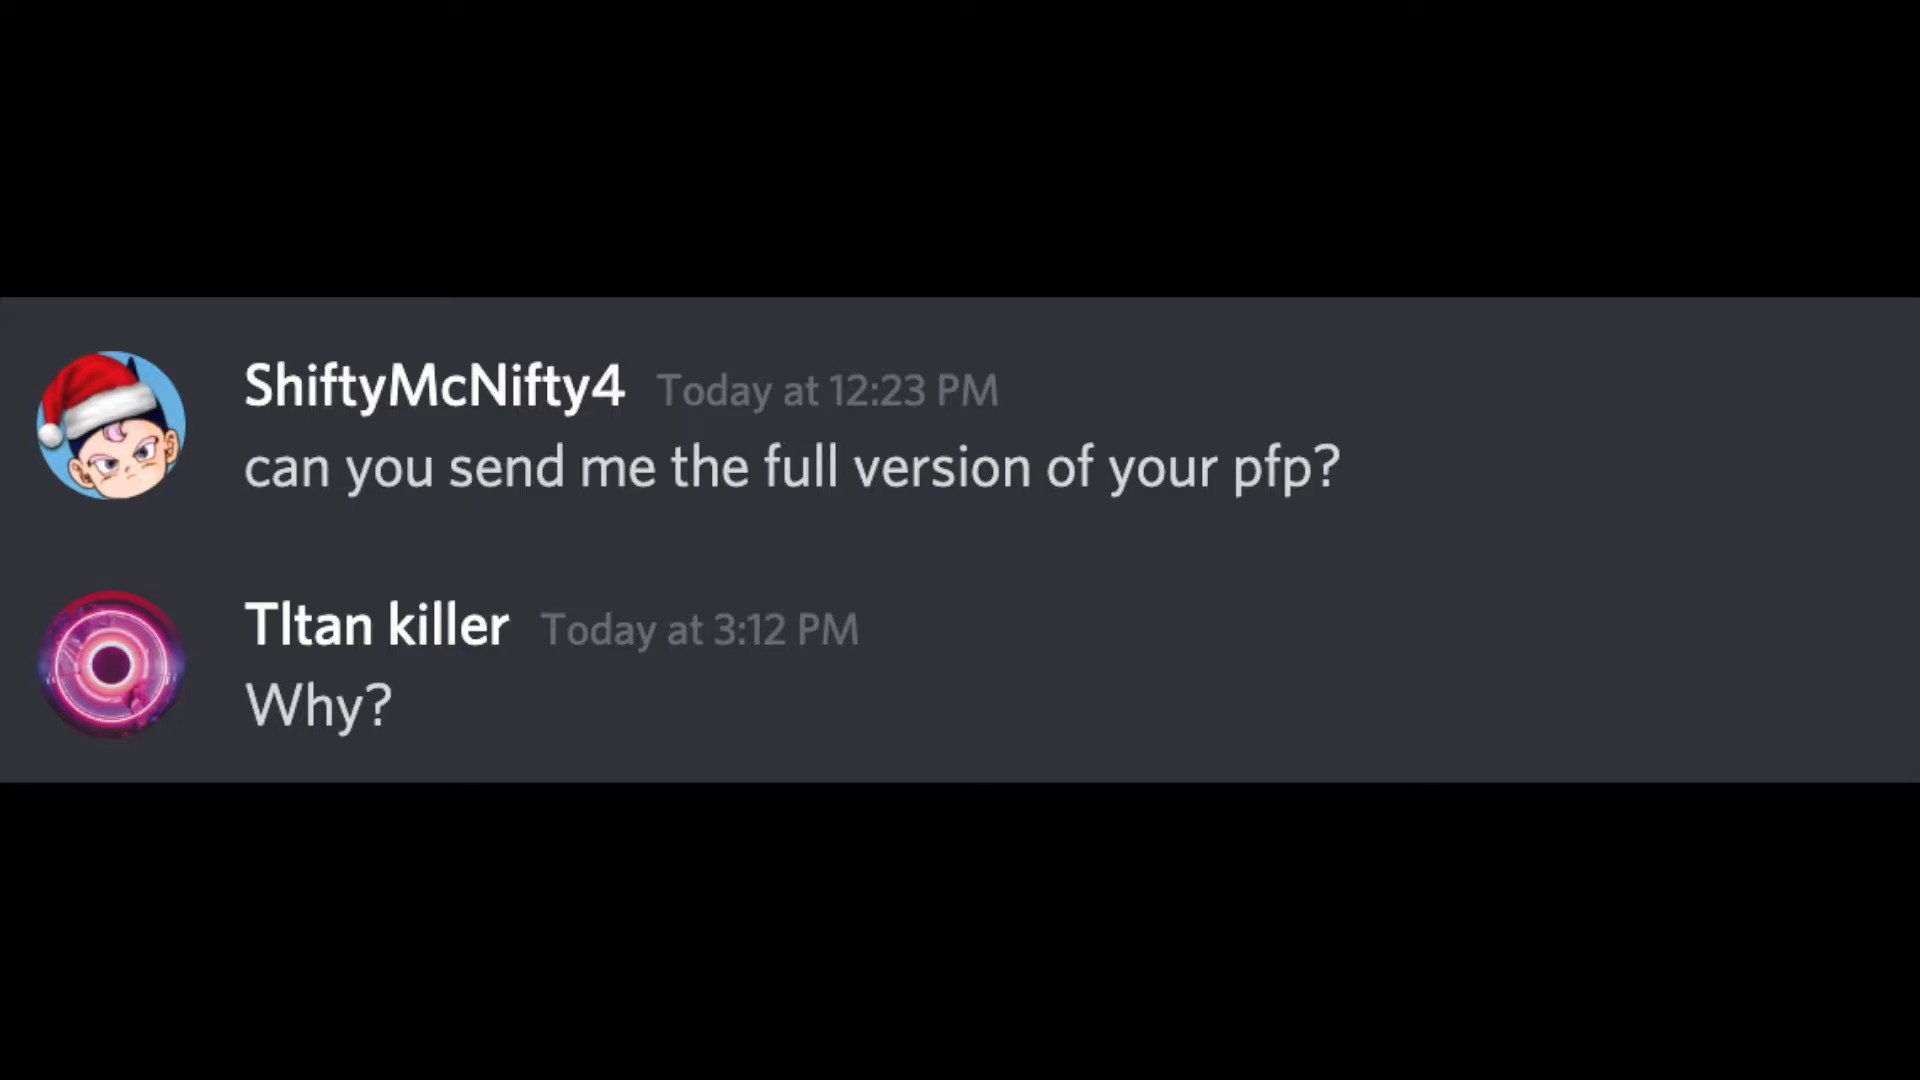 ShiftyMcNifty4 Today at 12:23 PM
can you send me the full version of your pfp?
TItan killer Today at 3:12 PM
Why?